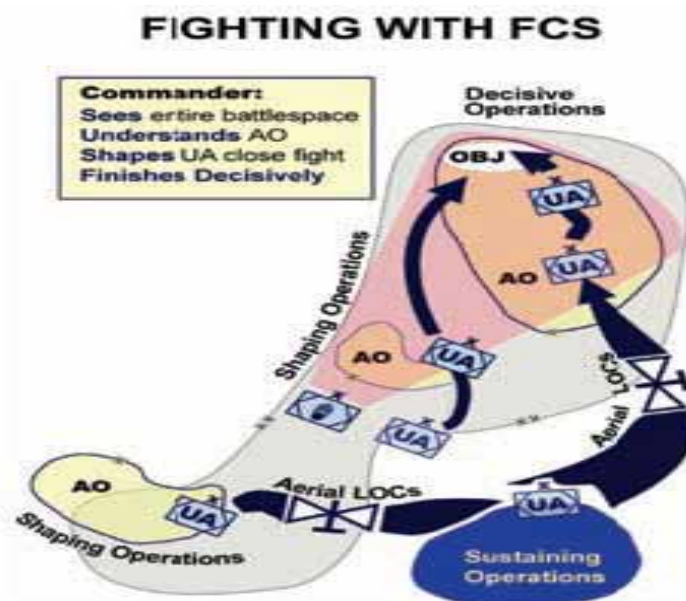 FIGHTING WITH FCS
Commander:
Sees entire battlespace
Understands AO
Shapes UA close fight
Finishes Decisively
Decisive
Operations
OBJ
UA
UA
AO
Shaping Operations
AO
UA
UA
Aerial LOCs
Aerial LOCs
AO
UA
UA
Shaping Operations
Sustaining
Operations